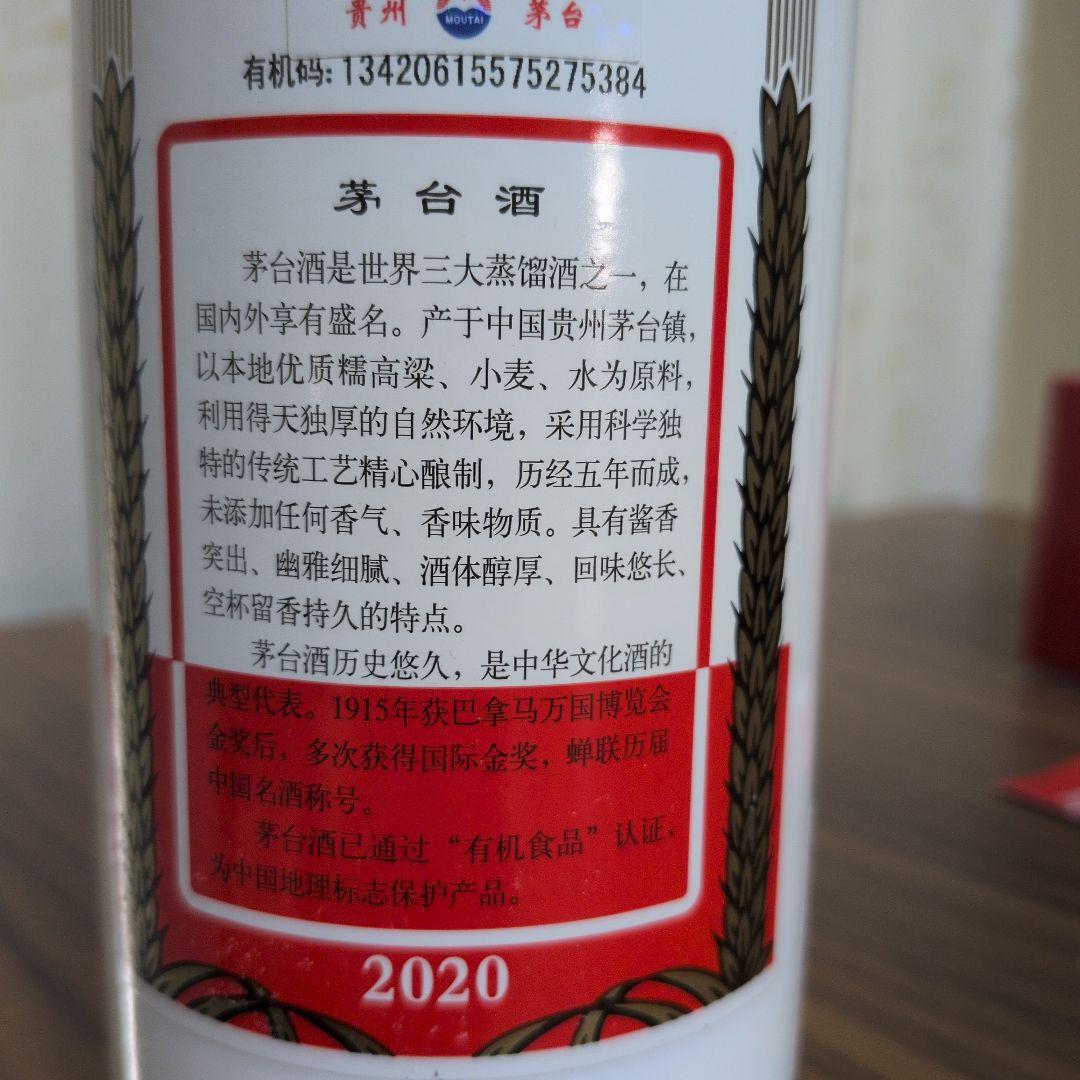 贵州 MOUTAI 茅台
有机码: 13420615575275384
茅台酒
茅台酒是世界三大蒸馏酒之一，在
国内外享有盛名。产于中国贵州茅台镇，
以本地优质糯高粱、小麦、水为原料，
利用得天独厚的自然环境，采用科学独
特的传统工艺精心酿制，历经五年而成，
未添加任何香气、香味物质。具有酱香
突出、幽雅细腻、酒体醇厚、回味悠长、
空杯留香持久的特点。
茅台酒历史悠久，是中华文化酒的
典型代表。1915年获巴拿马万国博览会
金奖后，多次获得国际金奖，蝉联历届
中国名酒称号。
茅台酒已通过“有机食品”认证，
为中国地理标志保护产品。
2020